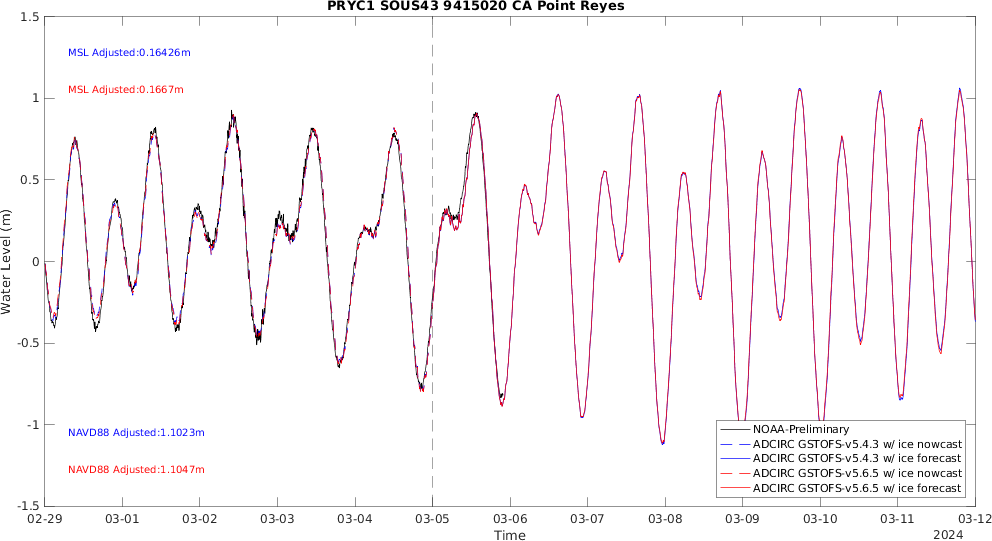 PRYC1 SOUS43 9415020 CA Point Reyes
1.5
MSL Adjusted:0.16426m
MSL Adjusted:0.1667m
1
0.5
Water Level (m)
0
-0.5
-1
NAVD88 Adjusted:1.1023m
NAVD88 Adjusted:1.1047m
-1.5
NOAA-Preliminary
ADCIRC GSTOFS-v5.4.3 w/ ice nowcast
ADCIRC GSTOFS-v5.4.3 w/ ice forecast
ADCIRC GSTOFS-v5.6.5 w/ ice nowcast
ADCIRC GSTOFS-v5.6.5 w/ ice forecast
02-29 03-01 03-02 03-03 03-04 03-05 03-06 03-07 03-08 03-09 03-10 03-11 03-12
Time
2024